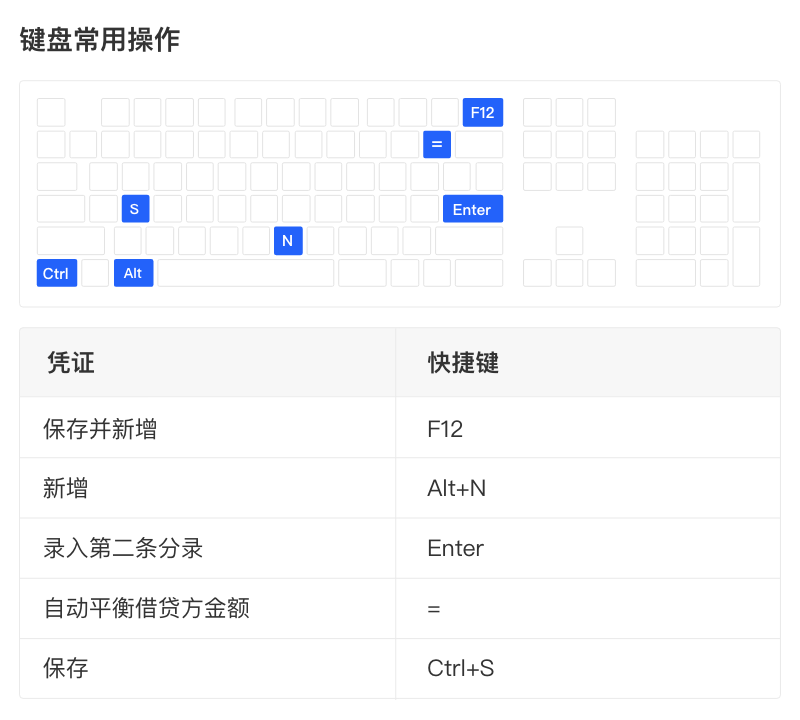 键盘常用操作
F12
=
S
Enter
N
Ctrl Alt
凭证 快捷键
保存并新增 F12
新增 Alt+N
录入第二条分录 Enter
自动平衡借贷方金额 =
保存 Ctrl+S